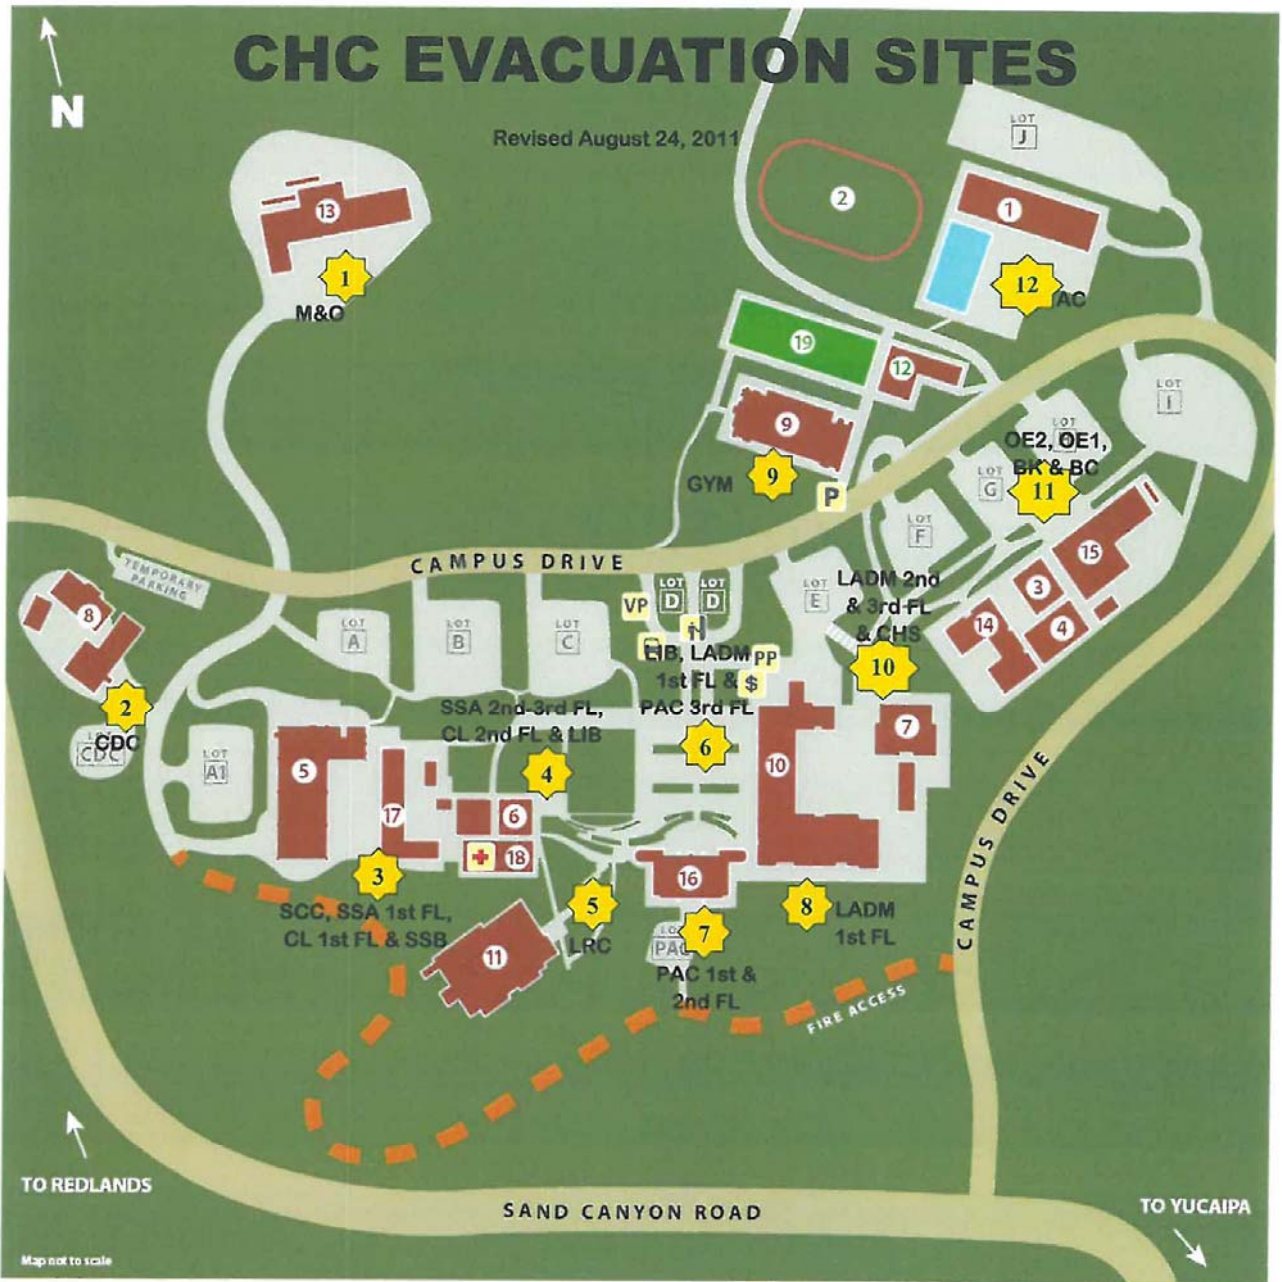 CHC EVACUATION SITES
N
Revised August 24, 2011
LOT
J
2
13
1
1
12
AC
M&O
19
12
9
GYM
9
P
LOT
I
LOT
OE2, OE1,
BK & BC
LOT
G
11
LOT
F
15
3
14
4
CAMPUS DRIVE
TEMPORARY
PARKING
8
2
LOT
CDC
CDC
LOT
A
LOT
B
LOT
C
VP
LOT
D
LOT
D
LOT
E
LADM 2nd
& 3rd FL
& CHS
10
LIB, LADM
1st FL &
PAC 3rd FL
PP
$
6
SSA 2nd-3rd FL,
CL 2nd FL & LIB
4
LOT
A1
5
17
6
18
10
7
3
SCC, SSA 1st FL,
CL 1st FL & SSB
11
5
LRC
16
LOT
PAC
7
PAC 1st &
2nd FL
8
LADM
1st FL
CAMPUS DRIVE
FIRE ACCESS
TO REDLANDS
SAND CANYON ROAD
TO YUCAIPA
Map not to scale